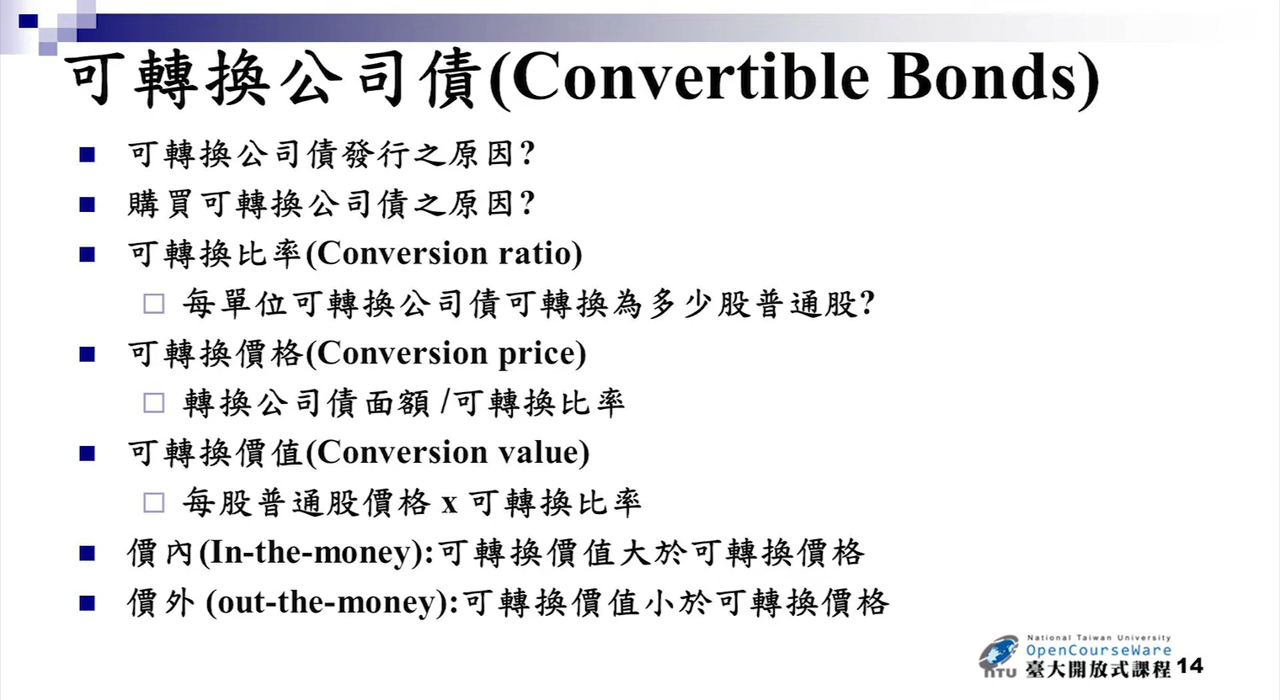 可轉換公司債(Convertible Bonds)
可轉換公司債發行之原因?
購買可轉換公司債之原因?
可轉換比率(Conversion ratio)
每單位可轉換公司債可轉換為多少股普通股?
可轉換價格(Conversion price)
轉換公司債面額 /可轉換比率
可轉換價值(Conversion value)
每股普通股價格 x 可轉換比率
價內(In-the-money):可轉換價值大於可轉換價格
價外 (out-the-money):可轉換價值小於可轉換價格
National Taiwan University
OpenCourseWare
NTU 臺大開放式課程 14